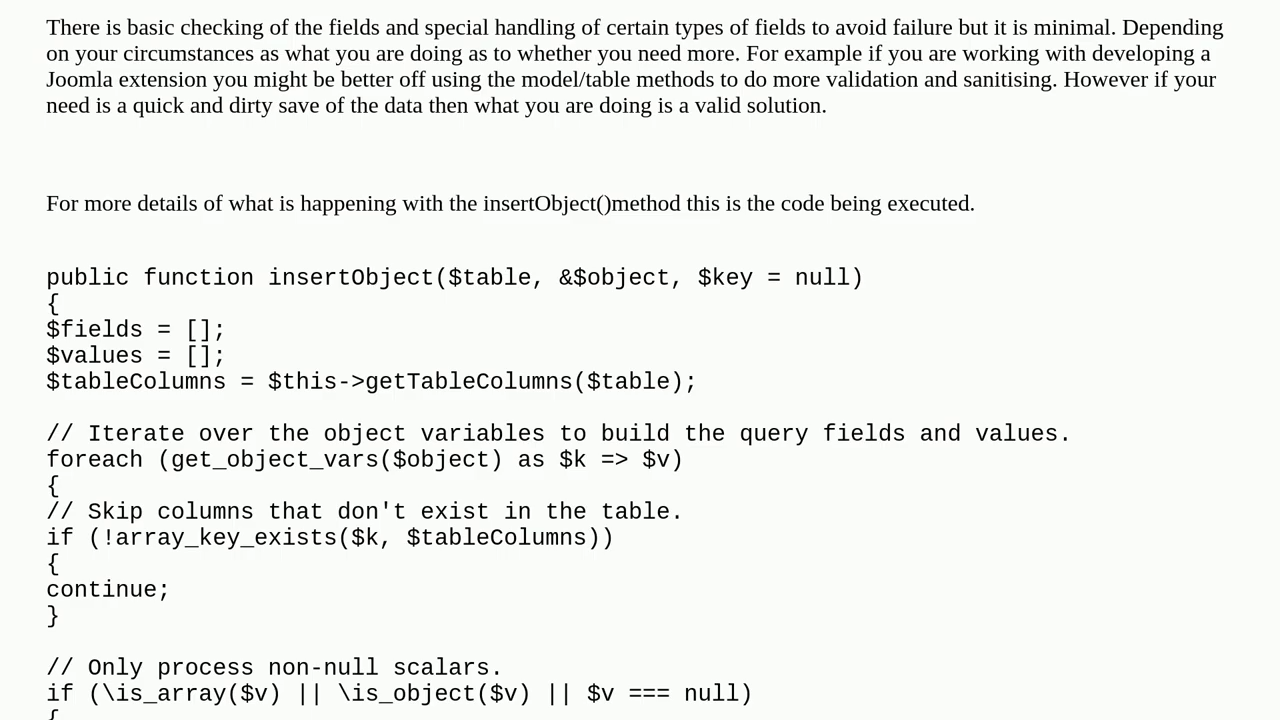 There is basic checking of the fields and special handling of certain types of fields to avoid failure but it is minimal. Depending
on your circumstances as what you are doing as to whether you need more. For example if you are working with developing a
Joomla extension you might be better off using the model/table methods to do more validation and sanitising. However if your
need is a quick and dirty save of the data then what you are doing is a valid solution.
For more details of what is happening with the insertObject()method this is the code being executed.
public function insertObject($table, &$object, $key = null)
{
$fields = [];
$values = [];
$tableColumns = $this->getTableColumns($table);
// Iterate over the object variables to build the query fields and values.
foreach (get_object_vars($object) as $k => $v)
{
// Skip columns that don't exist in the table.
if (!array_key_exists($k, $tableColumns))
{
continue;
}
// Only process non-null scalars.
if (\is_array($v) || \is_object($v) || $v === null)
{